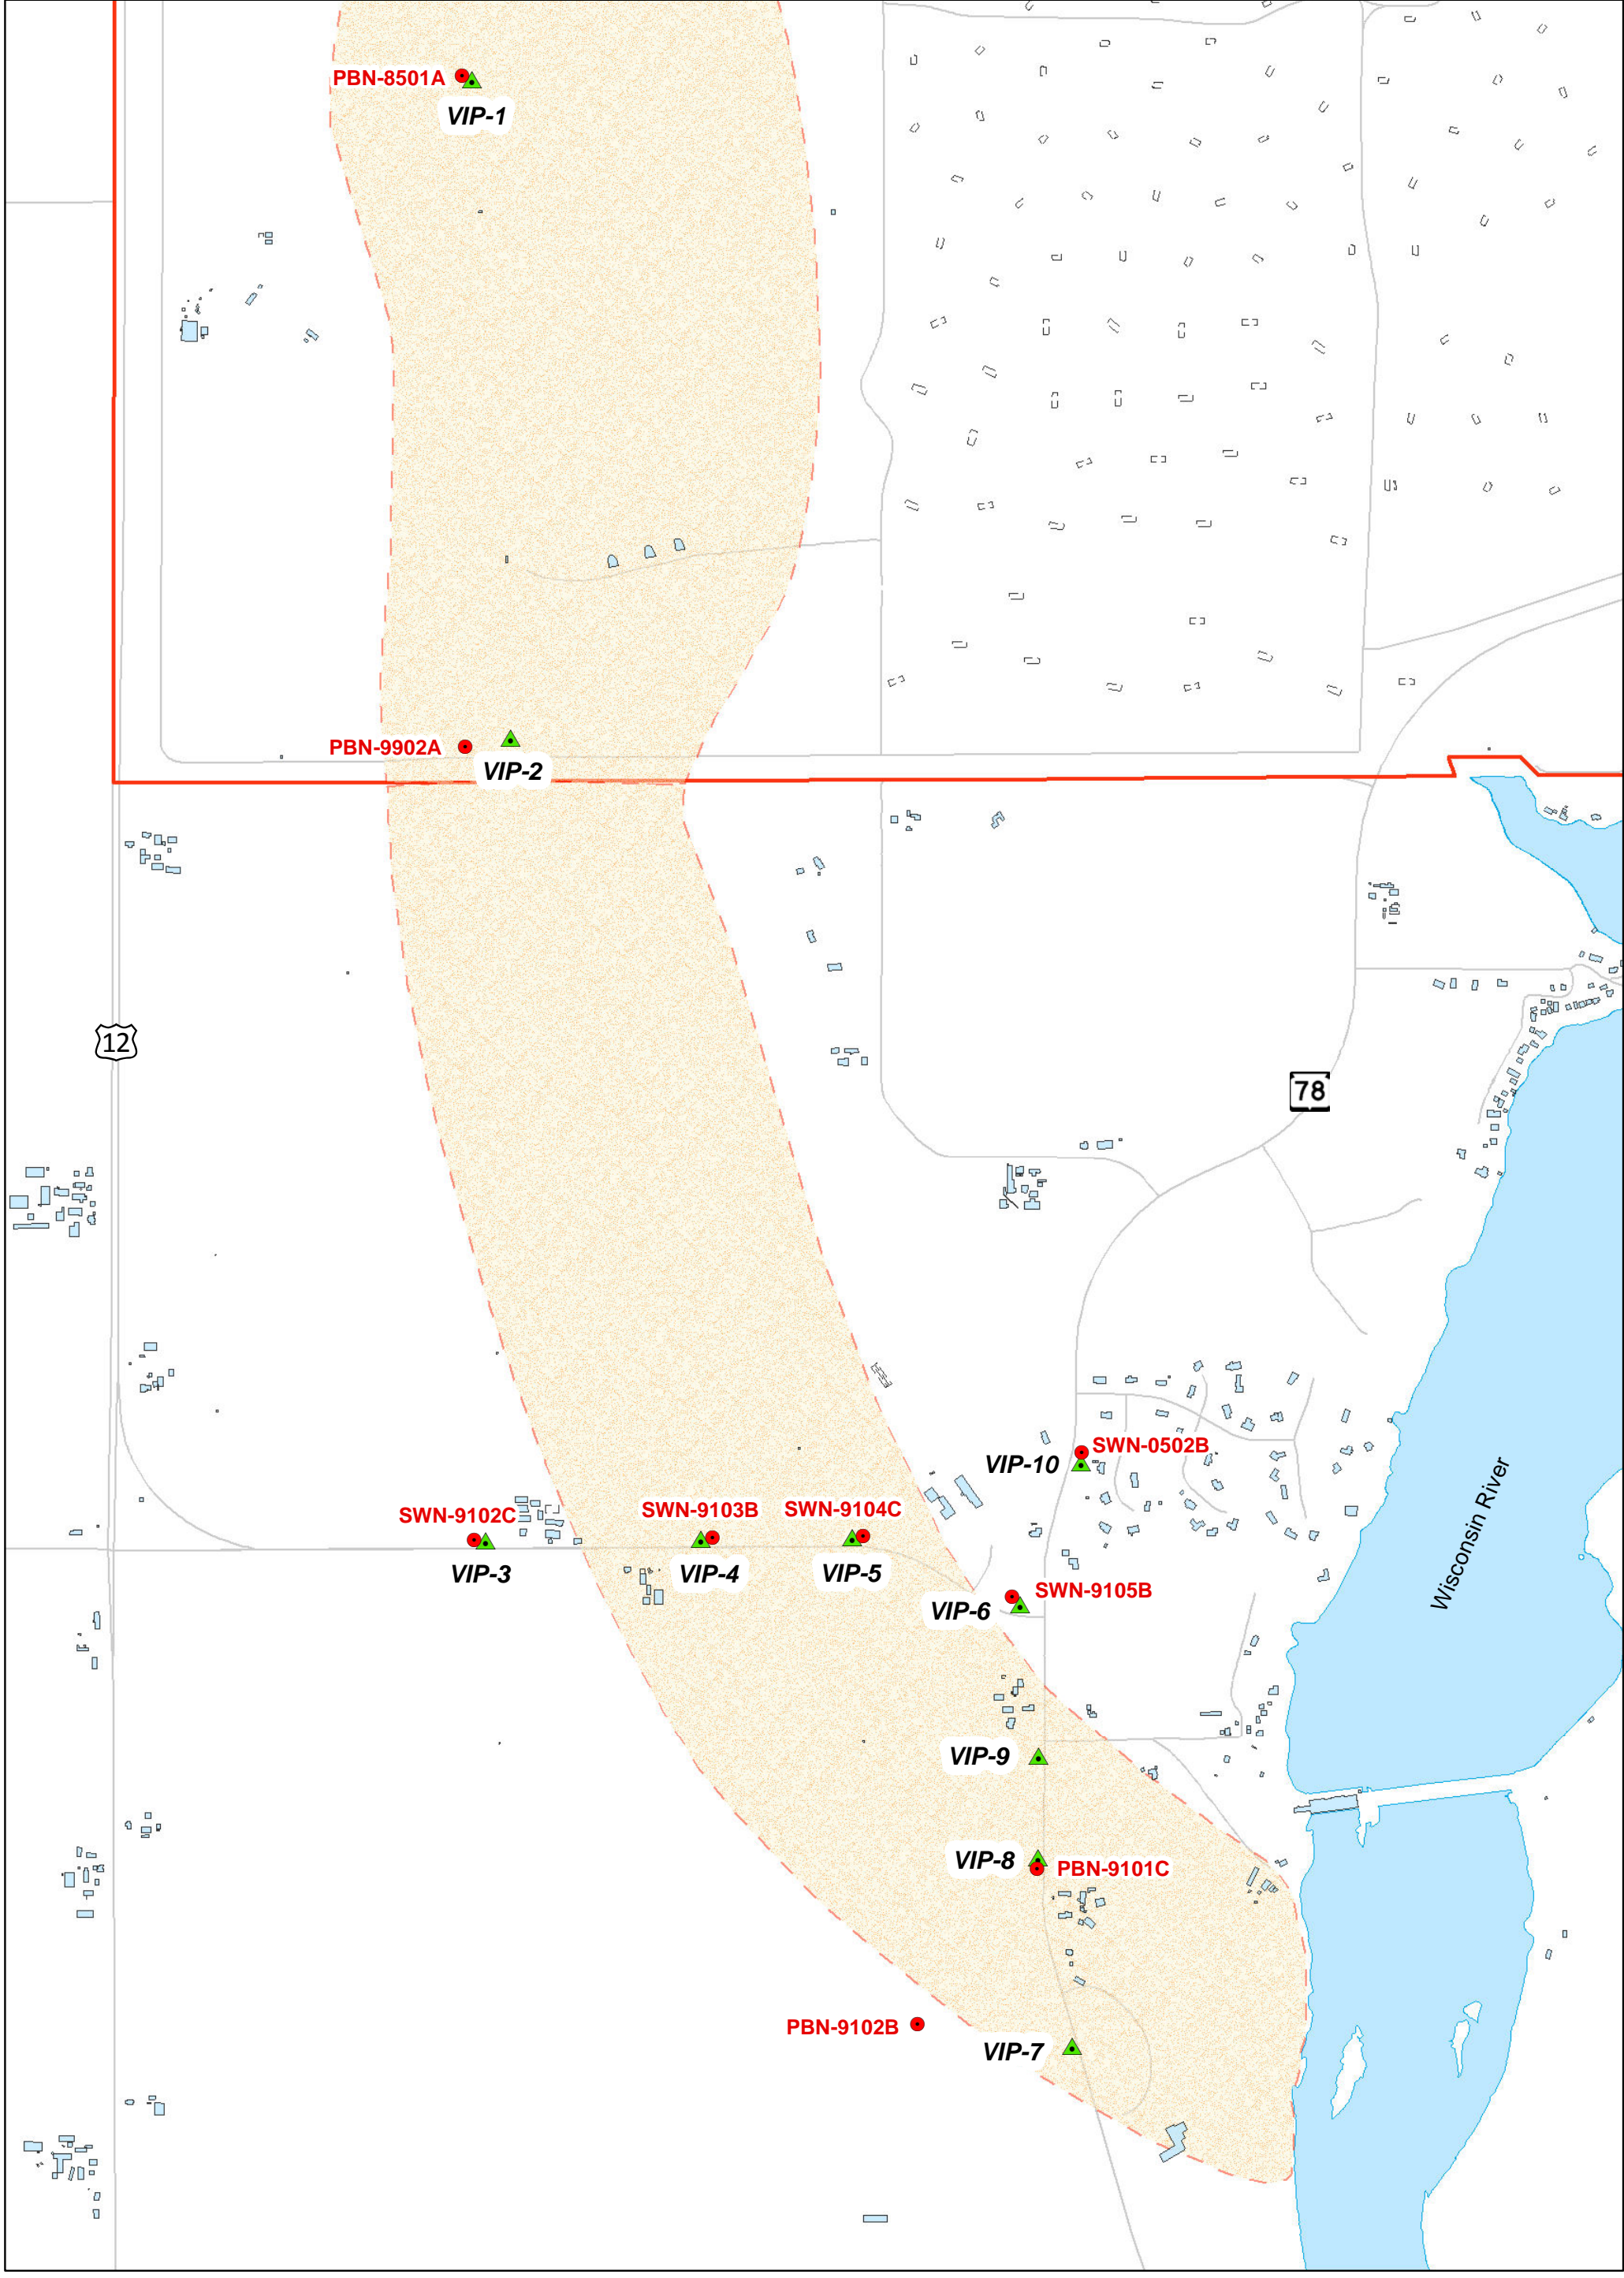 PBN-8501A
VIP-1
PBN-9902A
VIP-2
12
78
SWN-0502B
VIP-10
SWN-9102C
SWN-9103B
SWN-9104C
VIP-3
VIP-4
VIP-5
SWN-9105B
VIP-6
Wisconsin River
VIP-9
VIP-8
PBN-9101C
PBN-9102B
VIP-7